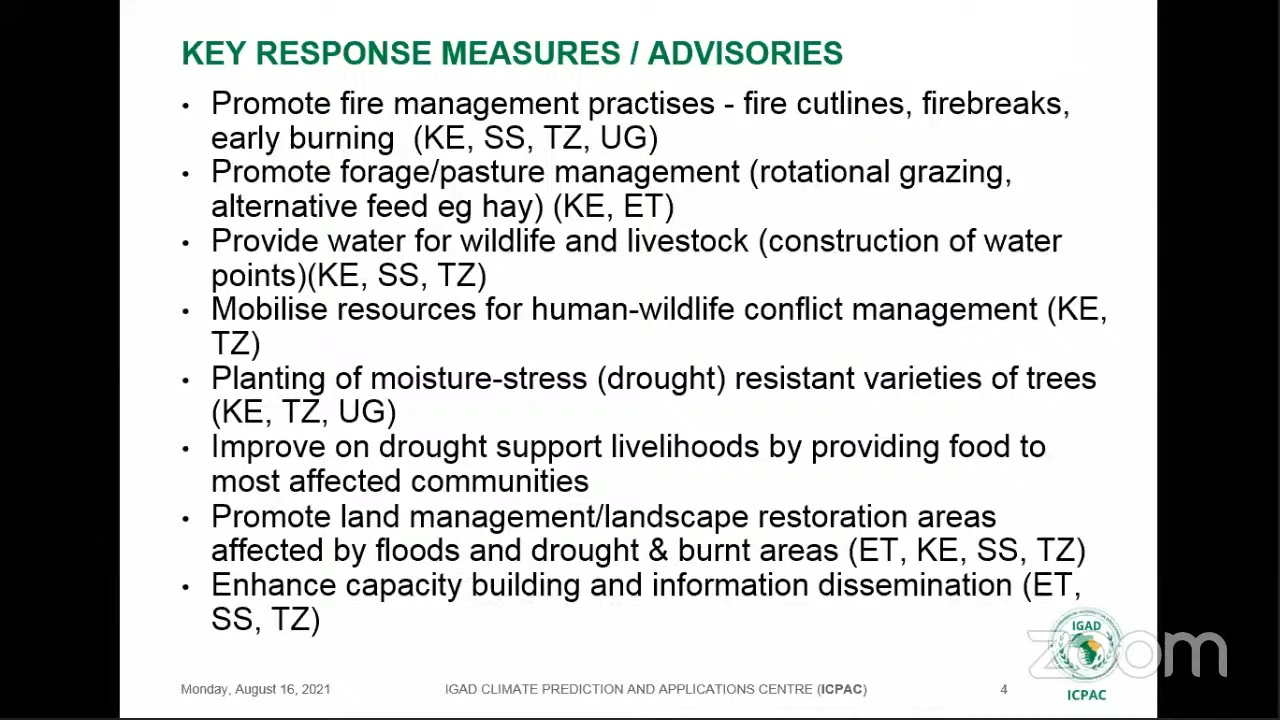 KEY RESPONSE MEASURES / ADVISORIES
• Promote fire management practises - fire cutlines, firebreaks,
early burning (KE, SS, TZ, UG)
• Promote forage/pasture management (rotational grazing,
alternative feed eg hay) (KE, ET)
• Provide water for wildlife and livestock (construction of water
points)(KE, SS, TZ)
• Mobilise resources for human-wildlife conflict management (KE,
TZ)
• Planting of moisture-stress (drought) resistant varieties of trees
(KE, TZ, UG)
• Improve on drought support livelihoods by providing food to
most affected communities
• Promote land management/landscape restoration areas
affected by floods and drought & burnt areas (ET, KE, SS, TZ)
• Enhance capacity building and information dissemination (ET,
SS, TZ)
IGAD
zoom
ICPAC
Monday, August 16, 2021
IGAD CLIMATE PREDICTION AND APPLICATIONS CENTRE (ICPAC)
4